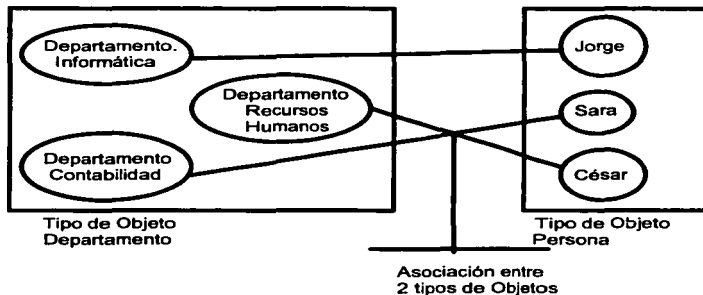 Departamento.
Informática
Jorge
Departamento
Recursos
Humanos
Sara
Departamento
Contabilidad
César
Tipo de Objeto
Departamento
Tipo de Objeto
Persona
Asociación entre
2 tipos de Objetos